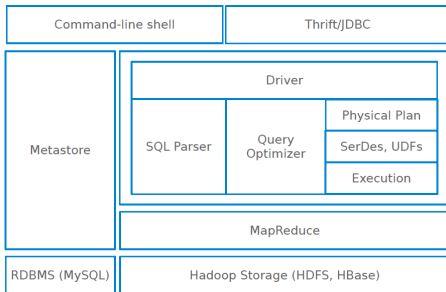 Command-line shell
Thrift/JDBC
Metastore
Driver
SQL Parser
Query
Optimizer
Physical Plan
SerDes, UDFs
Execution
MapReduce
RDBMS (MySQL)
Hadoop Storage (HDFS, HBase)